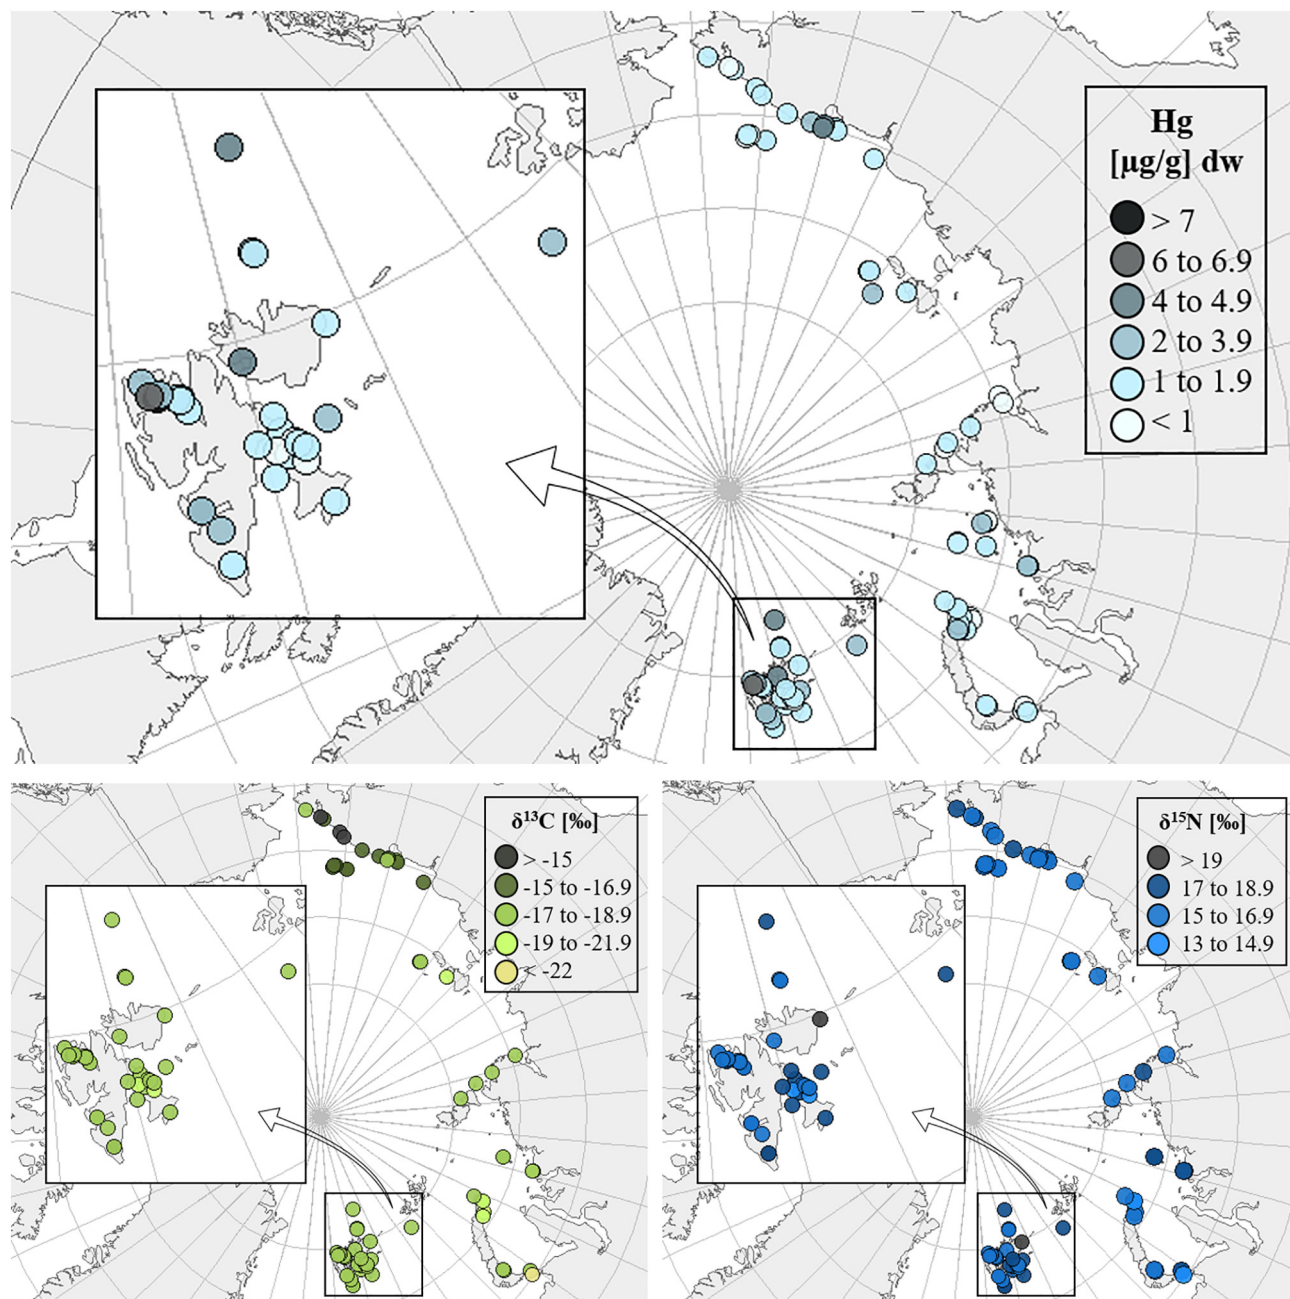 Hg
[µg/g] dw
> 7
6 to 6.9
4 to 4.9
2 to 3.9
1 to 1.9
< 1
δ¹³C [‰]
> -15
-15 to -16.9
-17 to -18.9
-19 to -21.9
< -22
δ¹⁵N [‰]
> 19
17 to 18.9
15 to 16.9
13 to 14.9